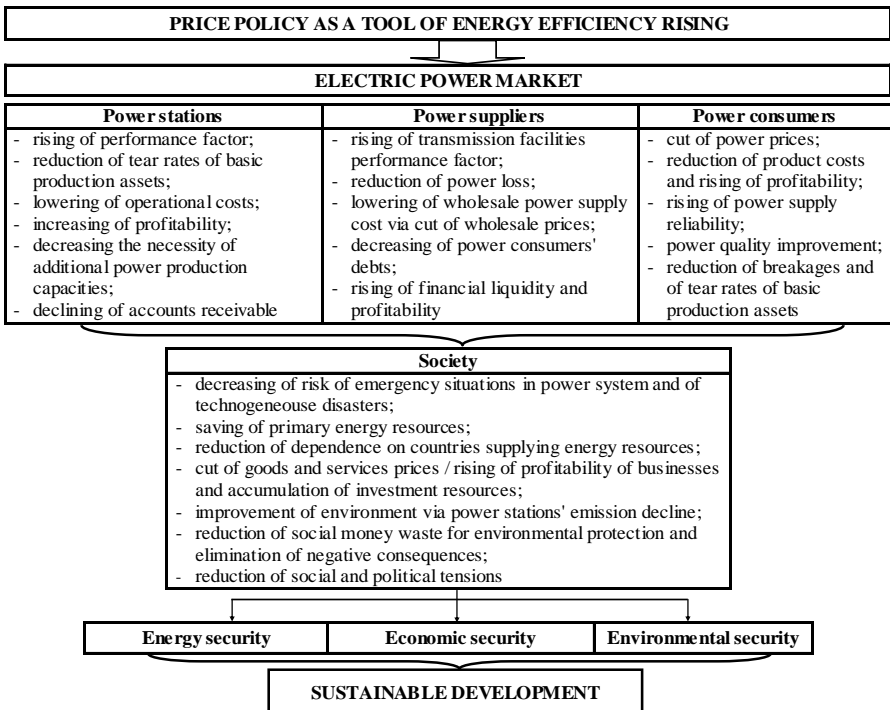 PRICE POLICY AS A TOOL OF ENERGY EFFICIENCY RISING
ELECTRIC POWER MARKET
Power stations
- rising of performance factor;
- reduction of tear rates of basic
production assets;
- lowering of operational costs;
- increasing of profitability;
- decreasing the necessity of
additional power production
capacities;
- declining of accounts receivable
Power suppliers
- rising of transmission facilities
performance factor;
- reduction of power loss;
- lowering of wholesale power supply
cost via cut of wholesale prices;
- decreasing of power consumers'
debts;
- rising of financial liquidity and
profitability
Power consumers
- cut of power prices;
- reduction of product costs
and rising of profitability;
- rising of power supply
reliability;
- power quality improvement;
- reduction of breakages and
of tear rates of basic
production assets
Society
- decreasing of risk of emergency situations in power system and of
technogeneouse disasters;
- saving of primary energy resources;
- reduction of dependence on countries supplying energy resources;
- cut of goods and services prices / rising of profitability of businesses
and accumulation of investment resources;
- improvement of environment via power stations' emission decline;
- reduction of social money waste for environmental protection and
elimination of negative consequences;
- reduction of social and political tensions
Energy security
Economic security
Environmental security
SUSTAINABLE DEVELOPMENT